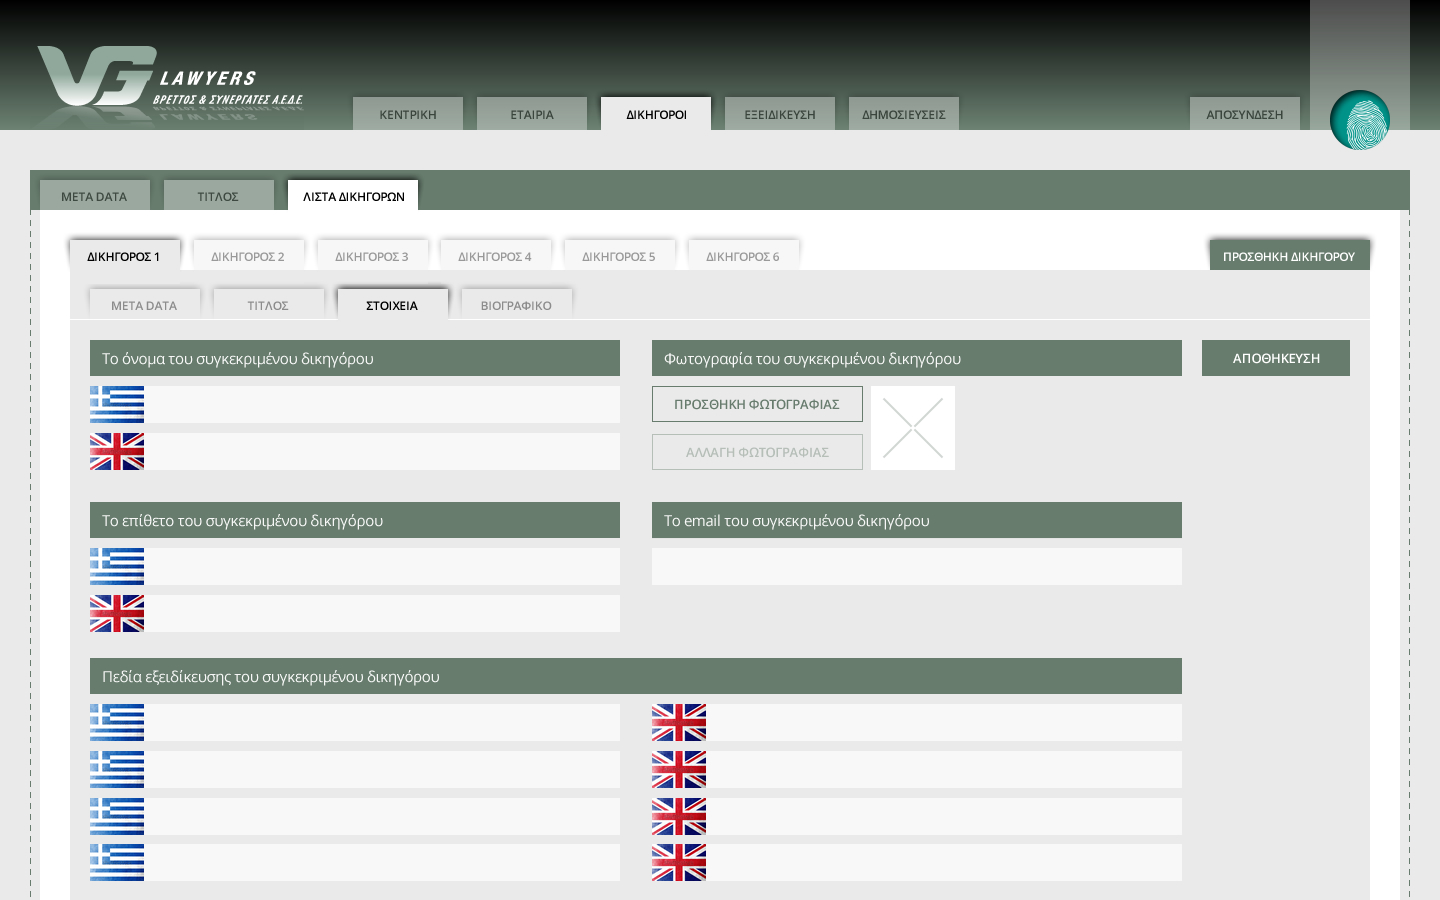 VG LAWYERS
ΒΡΕΤΤΟΣ & ΣΥΝΕΡΓΑΤΕΣ Α.Ε.Δ.Ε.
ΚΕΝΤΡΙΚΗ ΕΤΑΙΡΙΑ ΔΙΚΗΓΟΡΟΙ ΕΞΕΙΔΙΚΕΥΣΗ ΔΗΜΟΣΙΕΥΣΕΙΣ ΑΠΟΣΥΝΔΕΣΗ
META DATA ΤΙΤΛΟΣ ΛΙΣΤΑ ΔΙΚΗΓΟΡΩΝ
ΔΙΚΗΓΟΡΟΣ 1 ΔΙΚΗΓΟΡΟΣ 2 ΔΙΚΗΓΟΡΟΣ 3 ΔΙΚΗΓΟΡΟΣ 4 ΔΙΚΗΓΟΡΟΣ 5 ΔΙΚΗΓΟΡΟΣ 6 ΠΡΟΣΘΗΚΗ ΔΙΚΗΓΟΡΟΥ
META DATA ΤΙΤΛΟΣ ΣΤΟΙΧΕΙΑ ΒΙΟΓΡΑΦΙΚΟ
Το όνομα του συγκεκριμένου δικηγόρου
Φωτογραφία του συγκεκριμένου δικηγόρου
ΑΠΟΘΗΚΕΥΣΗ
ΠΡΟΣΘΗΚΗ ΦΩΤΟΓΡΑΦΙΑΣ
ΑΛΛΑΓΗ ΦΩΤΟΓΡΑΦΙΑΣ
Το επίθετο του συγκεκριμένου δικηγόρου
Το email του συγκεκριμένου δικηγόρου
Πεδία εξειδίκευσης του συγκεκριμένου δικηγόρου